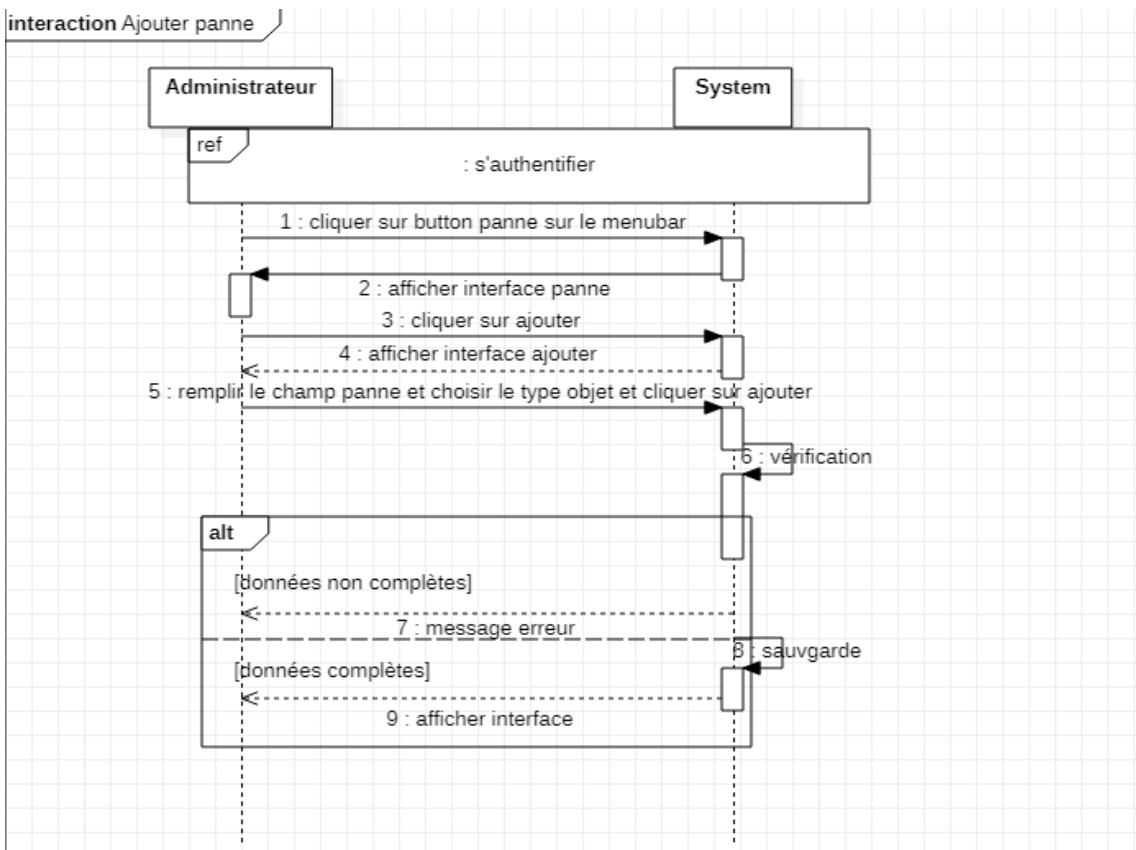 interaction Ajouter panne
Administrateur
System
ref
: s'authentifier
1 : cliquer sur button panne sur le menubar
2 : afficher interface panne
3 : cliquer sur ajouter
4 : afficher interface ajouter
5 : remplir le champ panne et choisir le type objet et cliquer sur ajouter
6 : vérification
alt
[données non complètes]
7 : message erreur
8 : sauvgarde
[données complètes]
9 : afficher interface